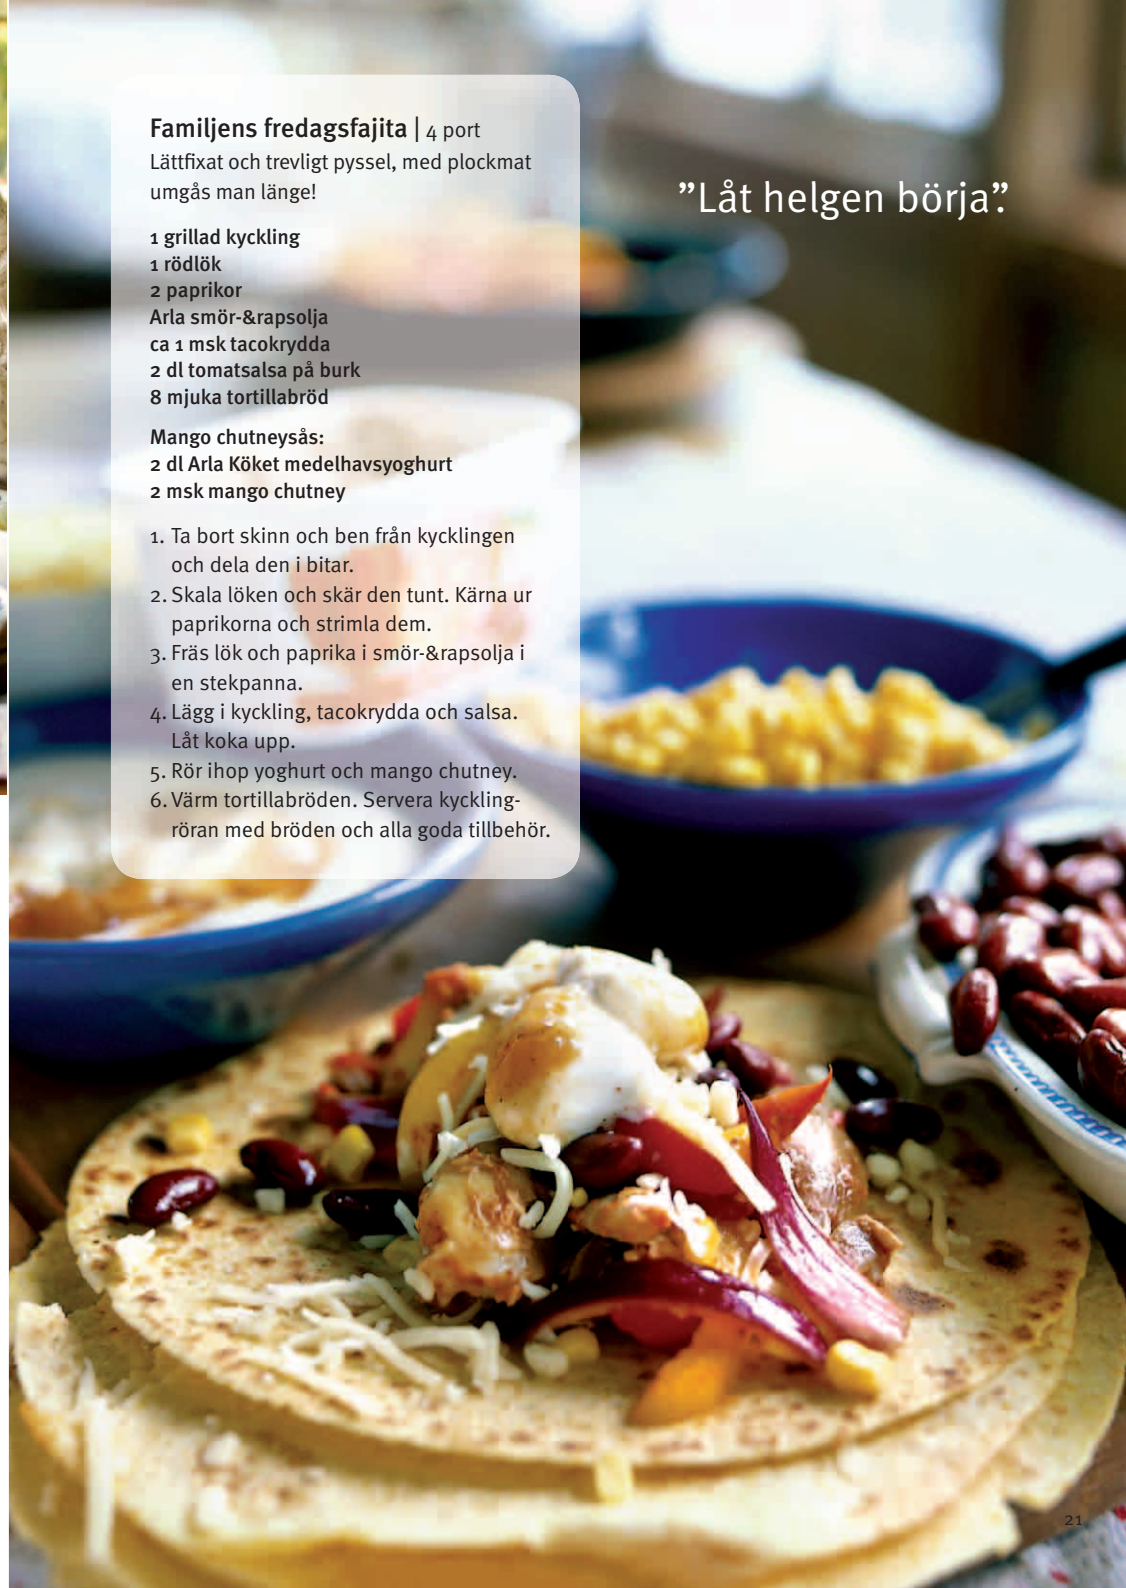 Familjens fredagsfajita | 4 port
Lättfixat och trevligt pyssel, med plockmat
umgås man länge!
1 grillad kyckling
1 rödlök
2 paprikor
Arla smör-&rapsolja
ca 1 msk tacokrydda
2 dl tomatsalsa på burk
8 mjuka tortillabröd
Mango chutneysås:
2 dl Arla Köket medelhavsyoghurt
2 msk mango chutney
1. Ta bort skinn och ben från kycklingen
och dela den i bitar.
2. Skala löken och skär den tunt. Kärna ur
paprikorna och strimla dem.
3. Fräs lök och paprika i smör-&rapsolja i
en stekpanna.
4. Lägg i kyckling, tacokrydda och salsa.
Låt koka upp.
5. Rör ihop yoghurt och mango chutney.
6. Värm tortillabröden. Servera kyckling-
röran med bröden och alla goda tillbehör.
”Låt helgen börja”.
21